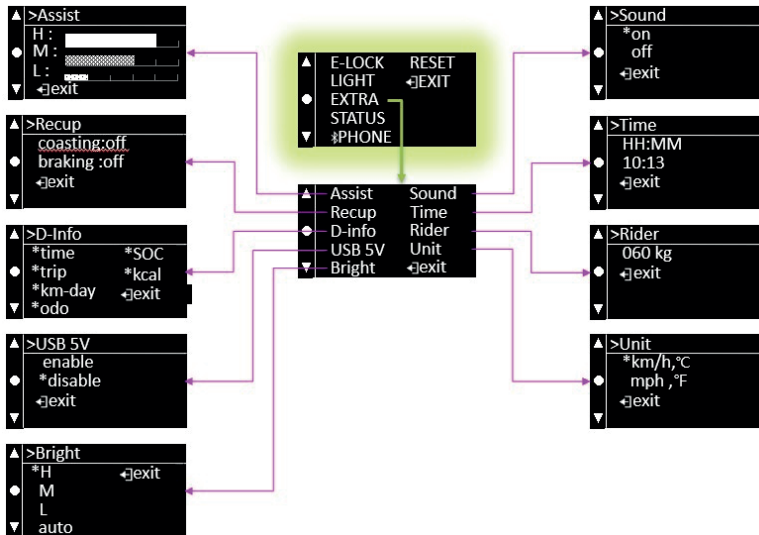 >Assist
H :
M :
L :
exit
>Recup
coasting:off
braking :off
exit
>D-Info
*time *SOC
*trip *kcal
*km-day exit
*odo
>USB 5V
enable
*disable
exit
>Bright
*H exit
M
L
auto
E-LOCK RESET
LIGHT EXIT
EXTRA
STATUS
PHONE
Assist Sound
Recup Time
D-info Rider
USB 5V Unit
Bright exit
>Sound
*on
off
exit
>Time
HH:MM
10:13
exit
>Rider
060 kg
exit
>Unit
*km/h,℃
mph ,℉
exit